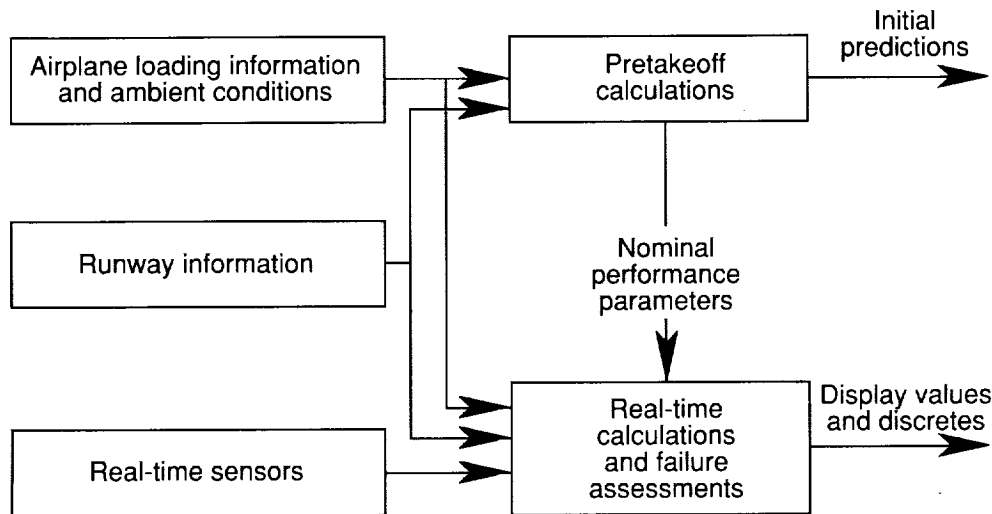 Airplane loading information
and ambient conditions
Pretakeoff
calculations
Initial
predictions
Runway information
Nominal
performance
parameters
Real-time sensors
Real-time
calculations
and failure
assessments
Display values
and discretes